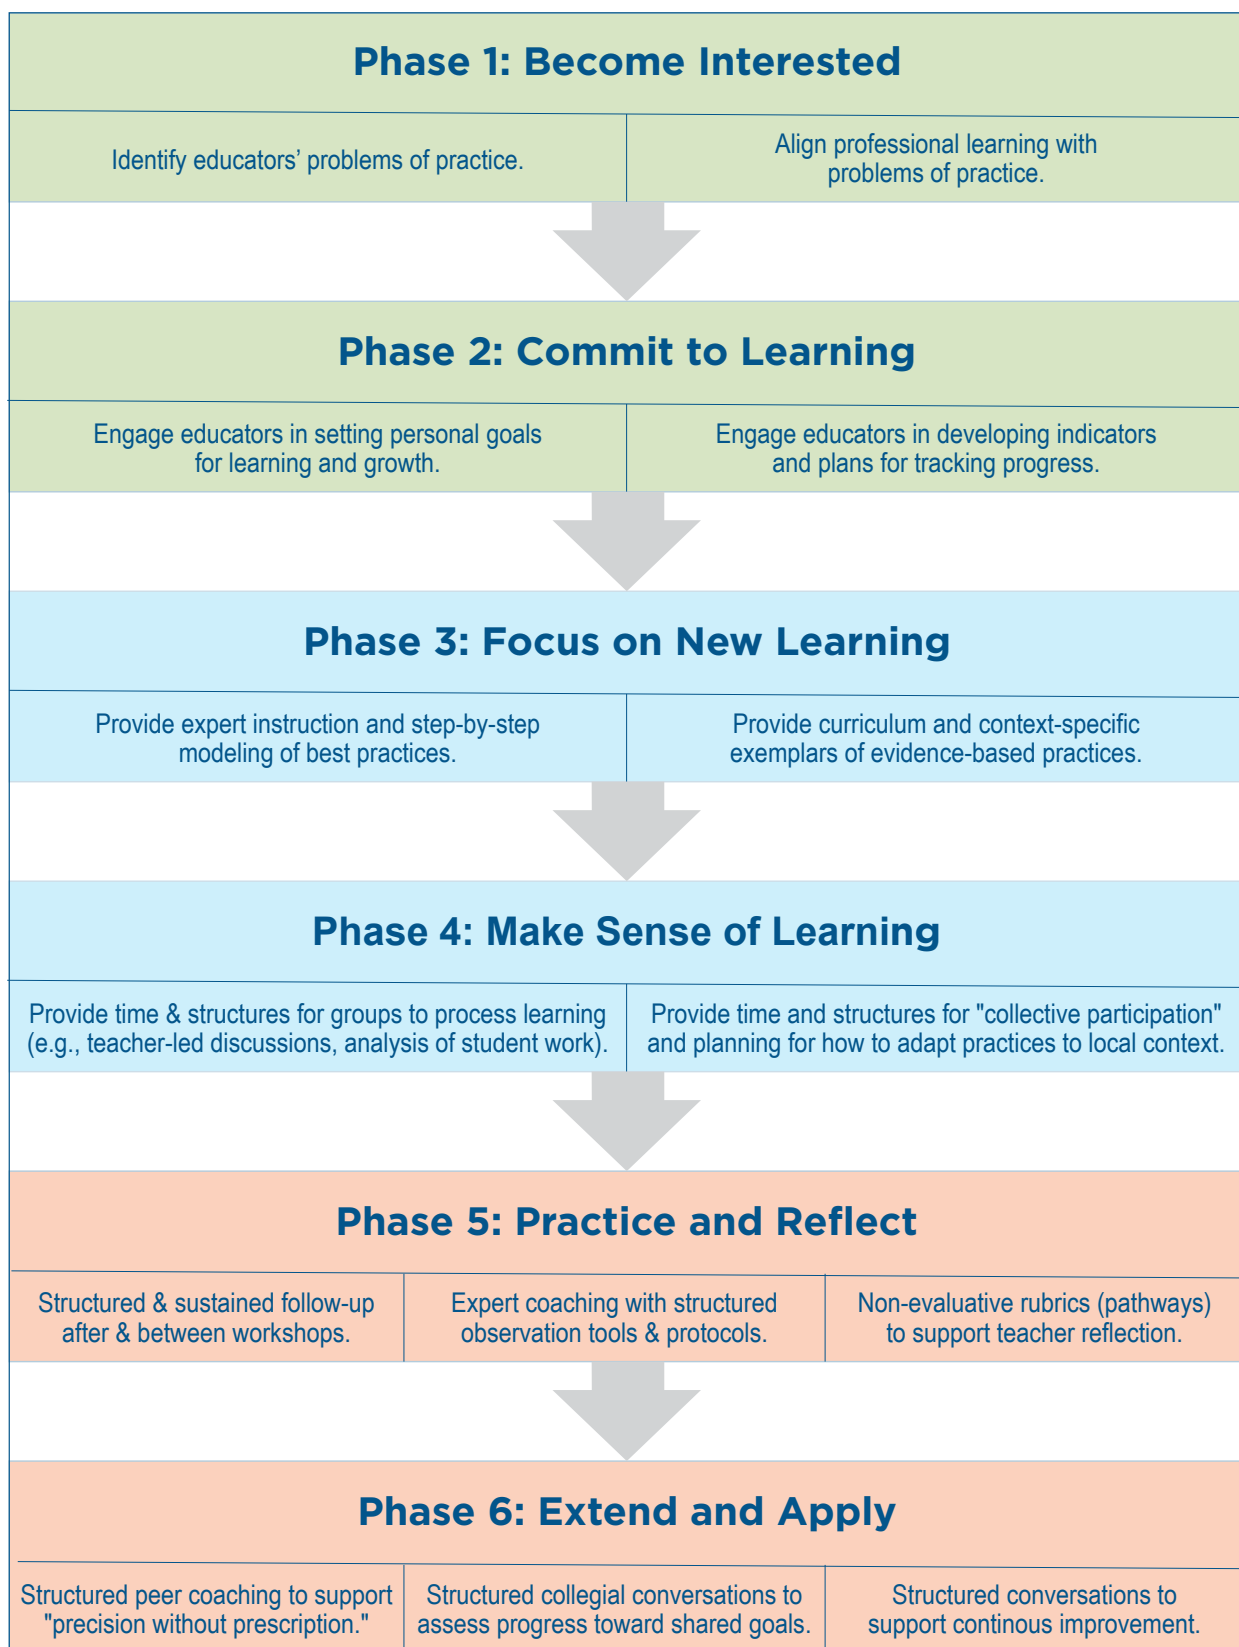 Phase 1: Become Interested
Identify educators’ problems of practice.
Align professional learning with
problems of practice.
Phase 2: Commit to Learning
Engage educators in setting personal goals
for learning and growth.
Engage educators in developing indicators
and plans for tracking progress.
Phase 3: Focus on New Learning
Provide expert instruction and step-by-step
modeling of best practices.
Provide curriculum and context-specific
exemplars of evidence-based practices.
Phase 4: Make Sense of Learning
Provide time & structures for groups to process learning
(e.g., teacher-led discussions, analysis of student work).
Provide time and structures for "collective participation"
and planning for how to adapt practices to local context.
Phase 5: Practice and Reflect
Structured & sustained follow-up
after & between workshops.
Expert coaching with structured
observation tools & protocols.
Non-evaluative rubrics (pathways)
to support teacher reflection.
Phase 6: Extend and Apply
Structured peer coaching to support
"precision without prescription."
Structured collegial conversations to
assess progress toward shared goals.
Structured conversations to
support continous improvement.